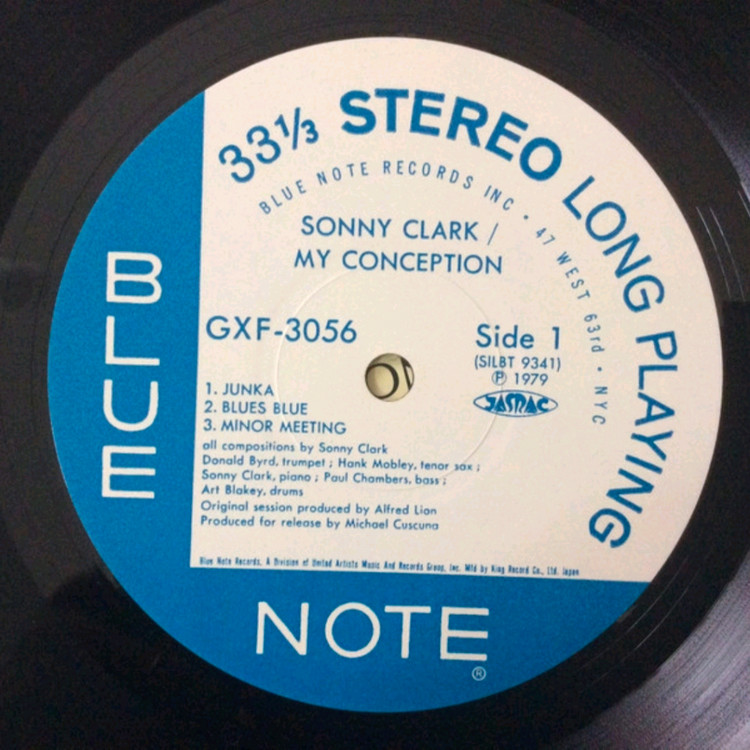 33⅓ STEREO LONG PLAYING
BLUE NOTE RECORDS INC · 47 WEST 63rd · NYC
SONNY CLARK /
MY CONCEPTION
GXF-3056
Side 1
(SILBT 9341)
Ⓟ 1979
JASRAC
1. JUNKA
2. BLUES BLUE
3. MINOR MEETING
all compositions by Sonny Clark
Donald Byrd, trumpet ; Hank Mobley, tenor sax ;
Sonny Clark, piano ; Paul Chambers, bass ;
Art Blakey, drums
Original session produced by Alfred Lion
Produced for release by Michael Cuscuna
Blue Note Records, A Division of United Artists Music And Records Group, Inc. Mfd by King Record Co., Ltd. Japan
BLUE
NOTE
®